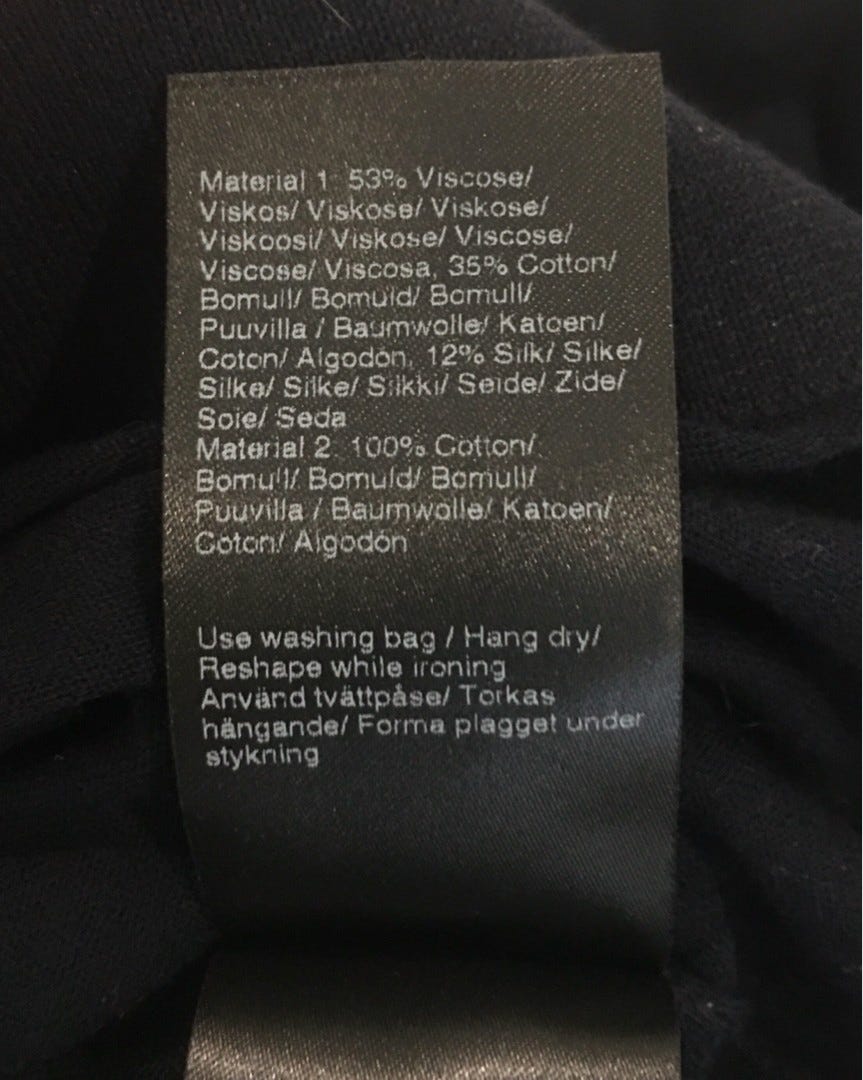 Material 1: 53% Viscose/
Viskos/ Viskose/ Viskose/
Viskoosi/ Viskose/ Viscose/
Viscose/ Viscosa, 35% Cotton/
Bomull/ Bomuld/ Bomull/
Puuvilla / Baumwolle/ Katoen/
Coton/ Algodón, 12% Silk/ Silke/
Silke/ Silke/ Silkki/ Seide/ Zide/
Soie/ Seda
Material 2: 100% Cotton/
Bomull/ Bomuld/ Bomull/
Puuvilla / Baumwolle/ Katoen/
Coton/ Algodón
Use washing bag / Hang dry/
Reshape while ironing
Använd tvättpåse/ Torkas
hängande/ Forma plagget under
stykning